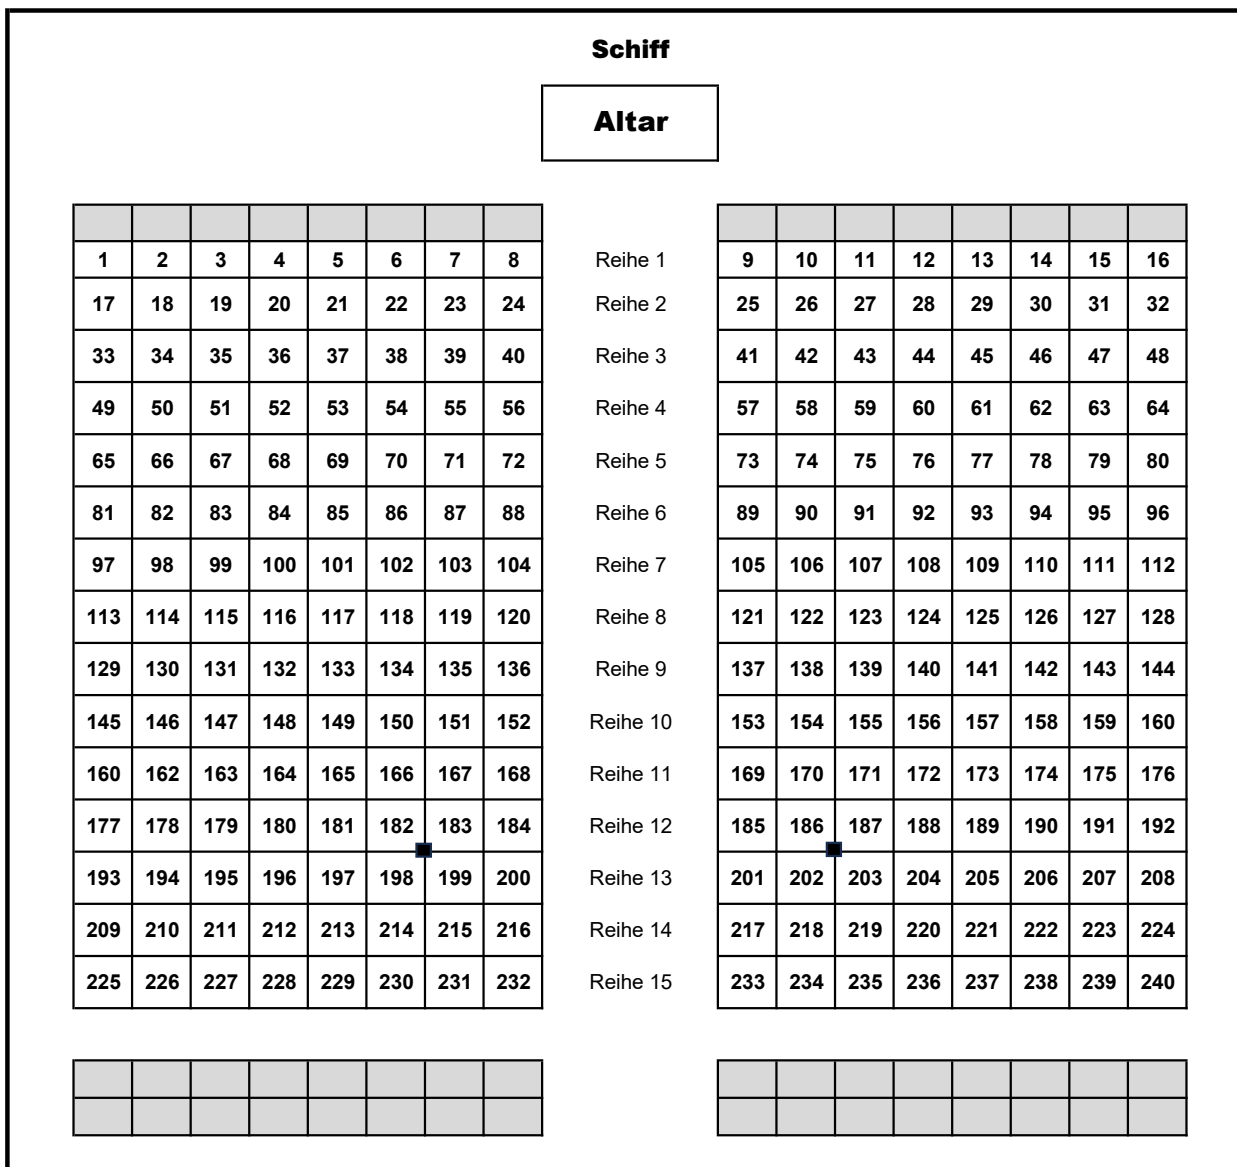 Schiff
Altar
1 2 3 4 5 6 7 8 Reihe 1 9 10 11 12 13 14 15 16
17 18 19 20 21 22 23 24 Reihe 2 25 26 27 28 29 30 31 32
33 34 35 36 37 38 39 40 Reihe 3 41 42 43 44 45 46 47 48
49 50 51 52 53 54 55 56 Reihe 4 57 58 59 60 61 62 63 64
65 66 67 68 69 70 71 72 Reihe 5 73 74 75 76 77 78 79 80
81 82 83 84 85 86 87 88 Reihe 6 89 90 91 92 93 94 95 96
97 98 99 100 101 102 103 104 Reihe 7 105 106 107 108 109 110 111 112
113 114 115 116 117 118 119 120 Reihe 8 121 122 123 124 125 126 127 128
129 130 131 132 133 134 135 136 Reihe 9 137 138 139 140 141 142 143 144
145 146 147 148 149 150 151 152 Reihe 10 153 154 155 156 157 158 159 160
160 162 163 164 165 166 167 168 Reihe 11 169 170 171 172 173 174 175 176
177 178 179 180 181 182 183 184 Reihe 12 185 186 187 188 189 190 191 192
193 194 195 196 197 198 199 200 Reihe 13 201 202 203 204 205 206 207 208
209 210 211 212 213 214 215 216 Reihe 14 217 218 219 220 221 222 223 224
225 226 227 228 229 230 231 232 Reihe 15 233 234 235 236 237 238 239 240